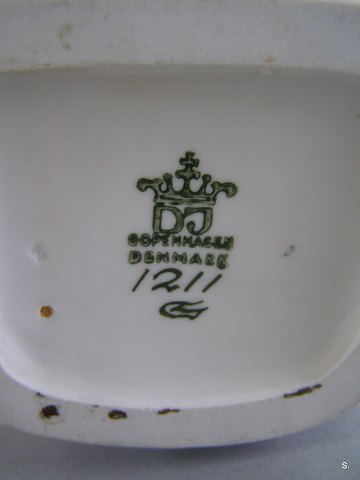 DJ
COPENHAGEN
DENMARK
1211
S.